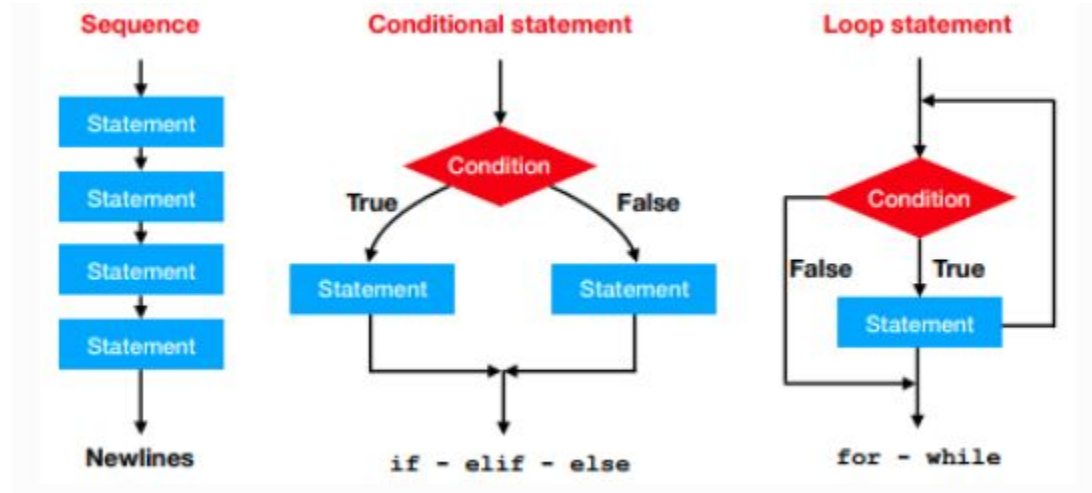 Sequence
Statement
Statement
Statement
Statement
Newlines
Conditional statement
Condition
True
False
Statement
Statement
if - elif - else
Loop statement
Condition
False
True
Statement
for - while